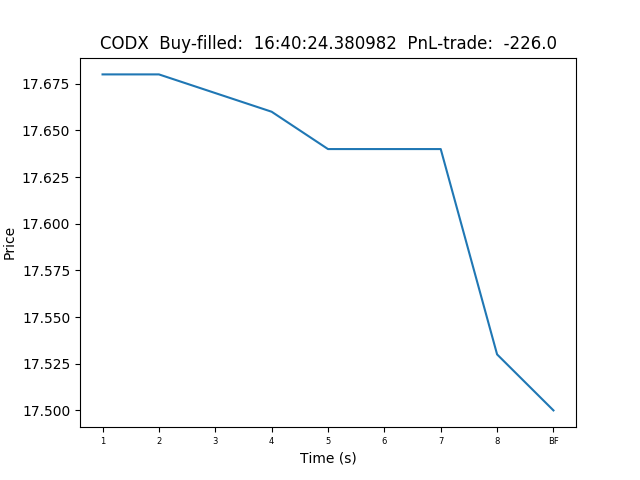 CODX  Buy-filled:  16:40:24.380982  PnL-trade:  -226.0
Price
17.675
17.650
17.625
17.600
17.575
17.550
17.525
17.500
1 2 3 4 5 6 7 8 BF
Time (s)